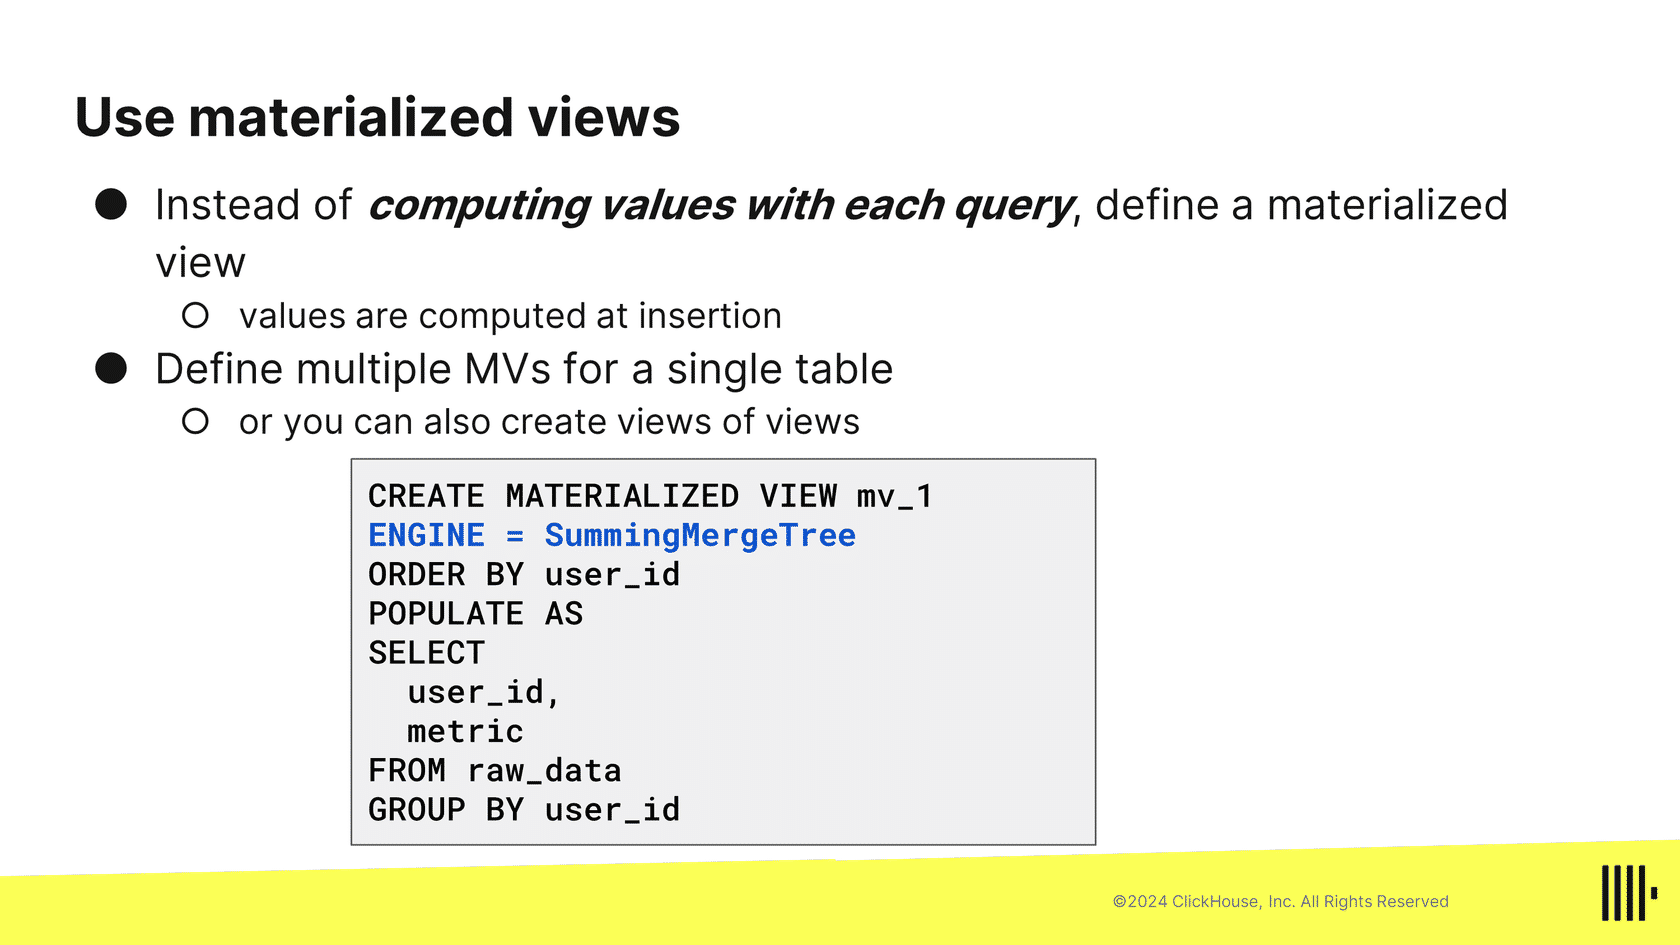 Use materialized views
● Instead of computing values with each query, define a materialized
view
○ values are computed at insertion
● Define multiple MVs for a single table
○ or you can also create views of views
CREATE MATERIALIZED VIEW mv_1
ENGINE = SummingMergeTree
ORDER BY user_id
POPULATE AS
SELECT
  user_id,
  metric
FROM raw_data
GROUP BY user_id
©2024 ClickHouse, Inc. All Rights Reserved